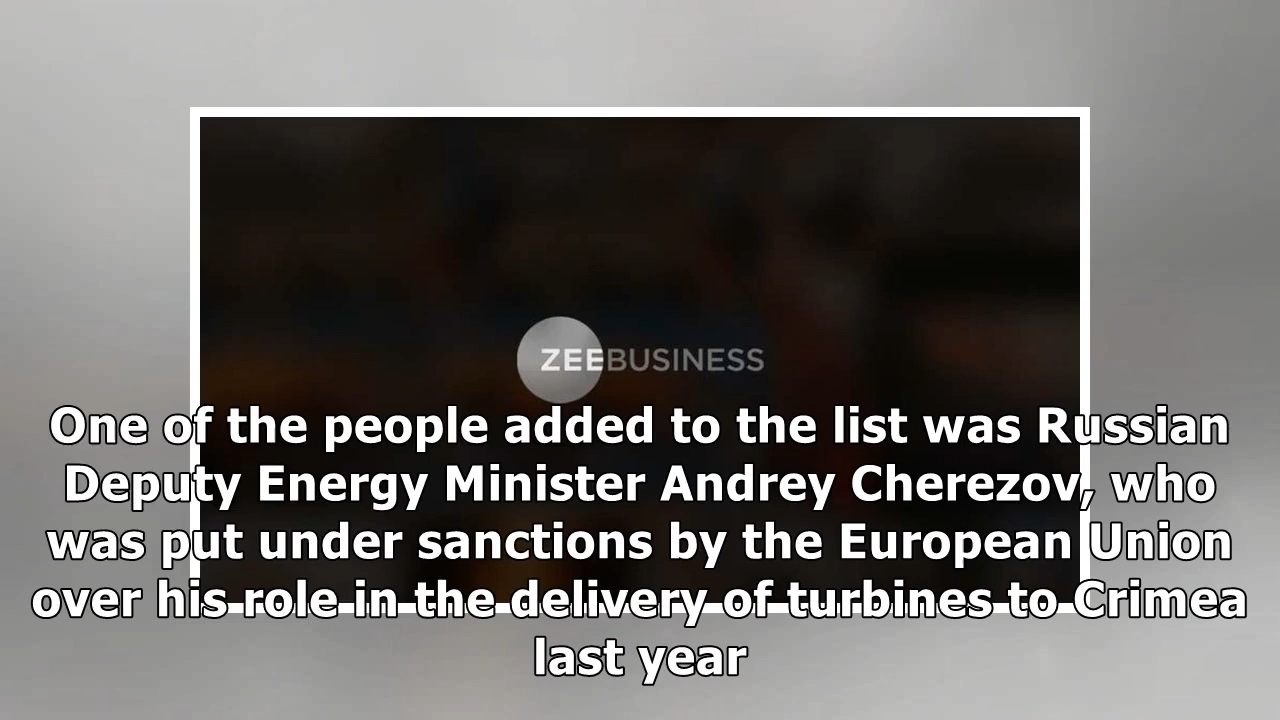 ZEEBUSINESS
One of the people added to the list was Russian
Deputy Energy Minister Andrey Cherezov, who
was put under sanctions by the European Union
over his role in the delivery of turbines to Crimea
last year